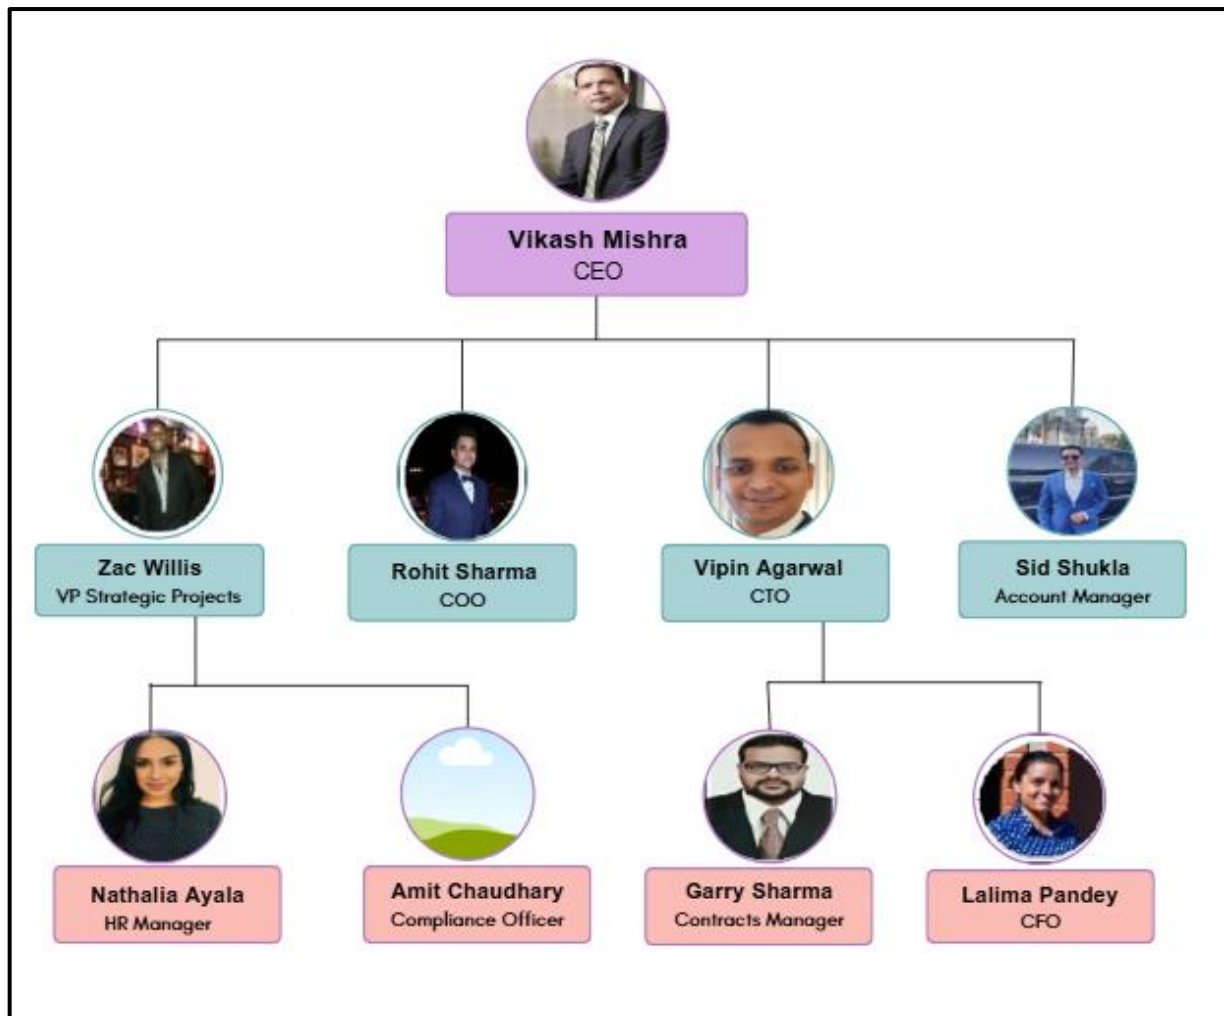 Vikash Mishra
CEO
Zac Willis
VP Strategic Projects
Rohit Sharma
COO
Vipin Agarwal
CTO
Sid Shukla
Account Manager
Nathalia Ayala
HR Manager
Amit Chaudhary
Compliance Officer
Garry Sharma
Contracts Manager
Lalima Pandey
CFO